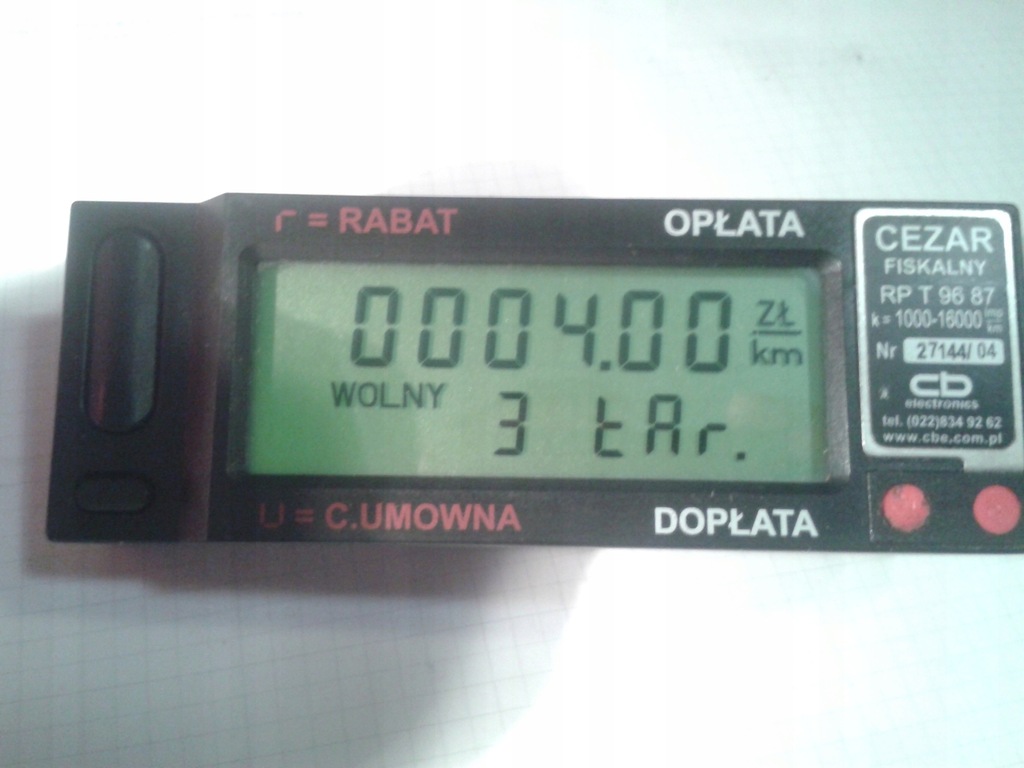 r = RABAT
OPŁATA
0004.00 ZŁ/km
WOLNY
3 tAr.
U = C.UMOWNA
DOPŁATA
CEZAR
FISKALNY
RP T 96 87
k = 1000-16000 imp/km
Nr 27144/04
cb
electronics
tel. (022)834 92 62
www.cbe.com.pl